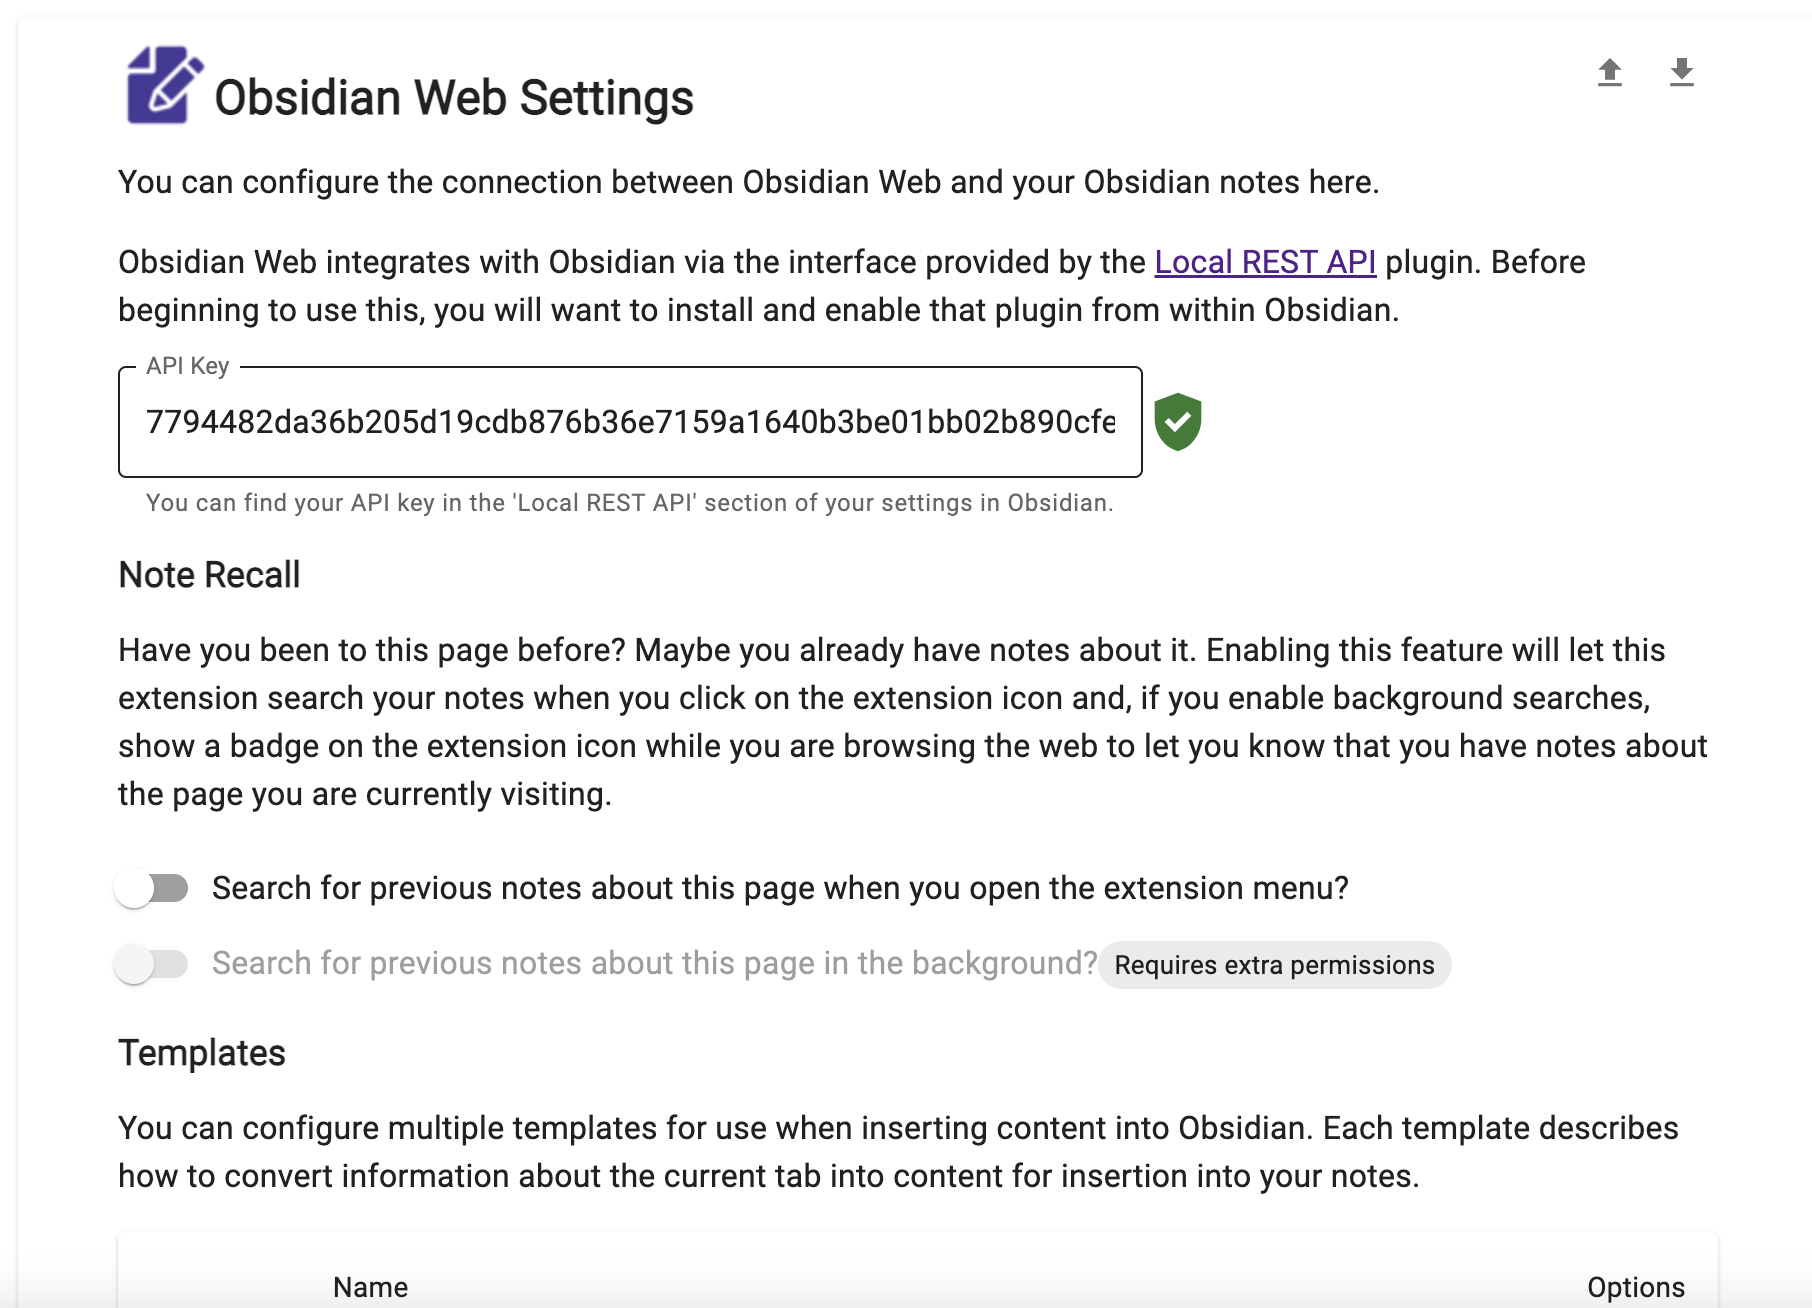 Obsidian Web Settings
You can configure the connection between Obsidian Web and your Obsidian notes here.
Obsidian Web integrates with Obsidian via the interface provided by the Local REST API plugin. Before
beginning to use this, you will want to install and enable that plugin from within Obsidian.
API Key
7794482da36b205d19cdb876b36e7159a1640b3be01bb02b890cfe
You can find your API key in the 'Local REST API' section of your settings in Obsidian.
Note Recall
Have you been to this page before? Maybe you already have notes about it. Enabling this feature will let this
extension search your notes when you click on the extension icon and, if you enable background searches,
show a badge on the extension icon while you are browsing the web to let you know that you have notes about
the page you are currently visiting.
Search for previous notes about this page when you open the extension menu?
Search for previous notes about this page in the background? Requires extra permissions
Templates
You can configure multiple templates for use when inserting content into Obsidian. Each template describes
how to convert information about the current tab into content for insertion into your notes.
Name Options